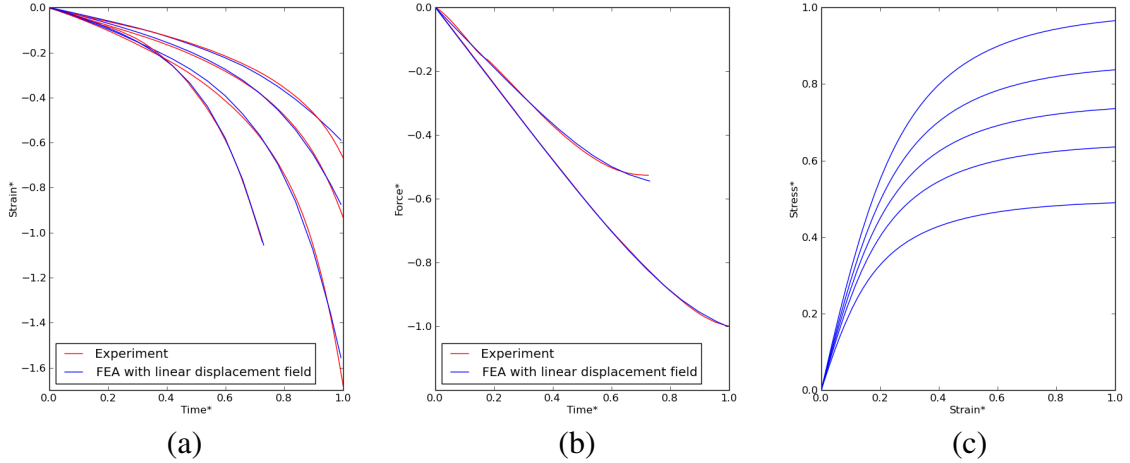 0.0
−0.2
−0.4
−0.6
−0.8
−1.0
−1.2
−1.4
−1.6
Strain*
0.0 0.2 0.4 0.6 0.8 1.0
Time*
Experiment
FEA with linear displacement field
(a)
0.0
−0.2
−0.4
−0.6
−0.8
−1.0
Force*
0.0 0.2 0.4 0.6 0.8 1.0
Time*
Experiment
FEA with linear displacement field
(b)
1.0
0.8
0.6
0.4
0.2
0.0
Stress*
0.0 0.2 0.4 0.6 0.8 1.0
Strain*
(c)